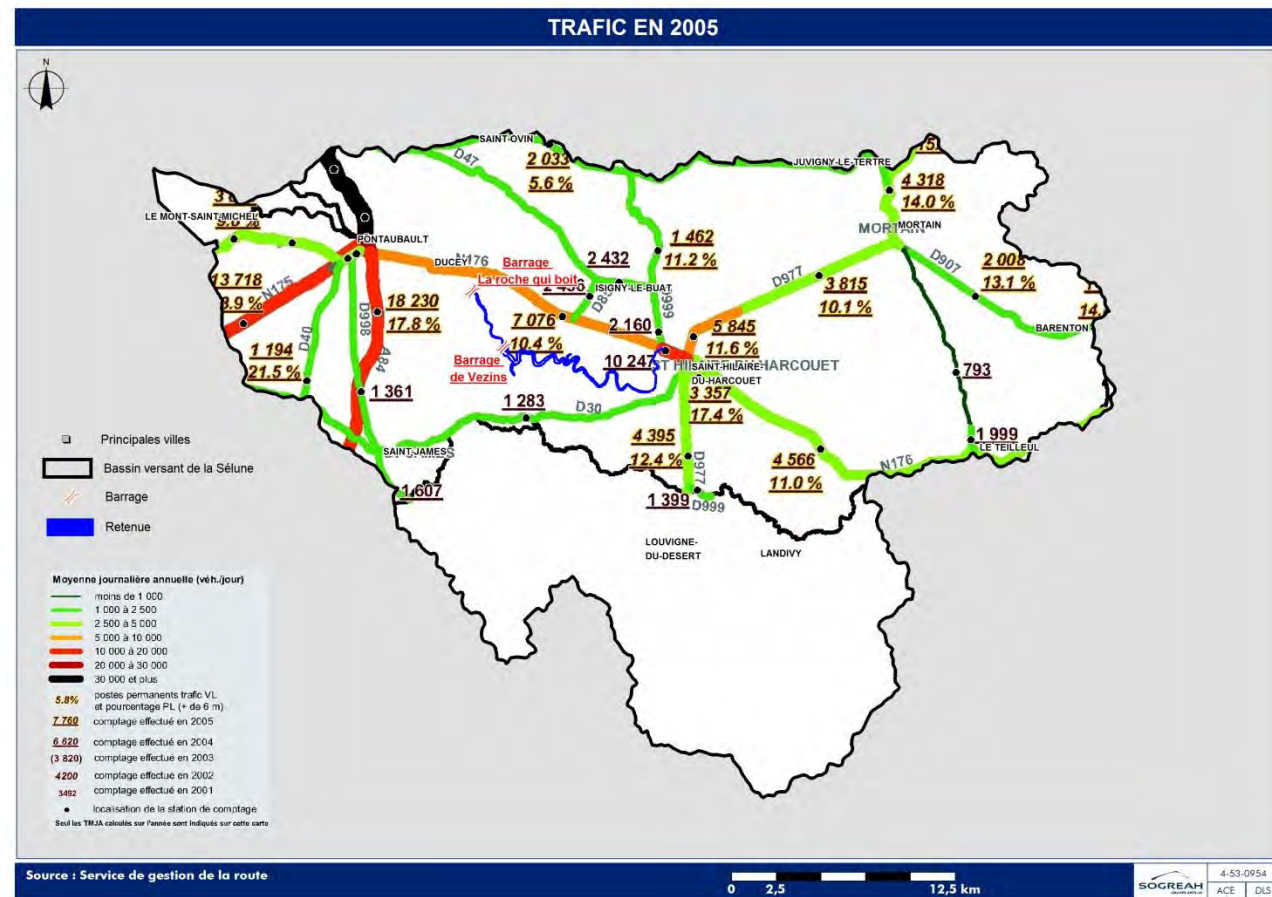 TRAFIC EN 2005
N
SAINT-OVIN
D47
2 033
5.6 %
JUVIGNY-LE-TERTRE
4 318
14.0 %
MORTAIN
MORTAIN
LE MONT-SAINT-MICHEL
PONTAUBAULT
1 462
11.2 %
D907
2 008
13.1 %
DUCEY
N176
Barrage
La roche qui boit
2 432
ISIGNY-LE-BUAT
D999
D977
3 815
10.1 %
BARENTON
13 718
8.9 %
N175
18 230
17.8 %
D998
D40
A84
7 076
10.4 %
2 160
5 845
11.6 %
Barrage
de Vezins
10 247
ST HILAIRE DU HARCOUET
SAINT-HILAIRE
DU-HARCOUET
1 194
21.5 %
1 361
793
1 283
D30
3 357
17.4 %
4 395
12.4 %
D977
4 566
11.0 %
N176
1 999
LE TEILLEUL
SAINT JAMES
1 607
1 399
D999
LOUVIGNE-
DU-DESERT
LANDIVY
Principales villes
Bassin versant de la Sélune
Barrage
Retenue
Moyenne journalière annuelle (véh./jour)
moins de 1 000
1 000 à 2 500
2 500 à 5 000
5 000 à 10 000
10 000 à 20 000
20 000 à 30 000
30 000 et plus
5.8% postes permanents trafic VL
et pourcentage PL (+ de 6 m)
7 760 comptage effectué en 2005
6 620 comptage effectué en 2004
(3 820) comptage effectué en 2003
4200 comptage effectué en 2002
3492 comptage effectué en 2001
localisation de la station de comptage
Seul les TMJA calculés sur l'année sont indiqués sur cette carte
Source : Service de gestion de la route
0 2,5 12,5 km
SOGREAH
4-53-0954
ACE DLS